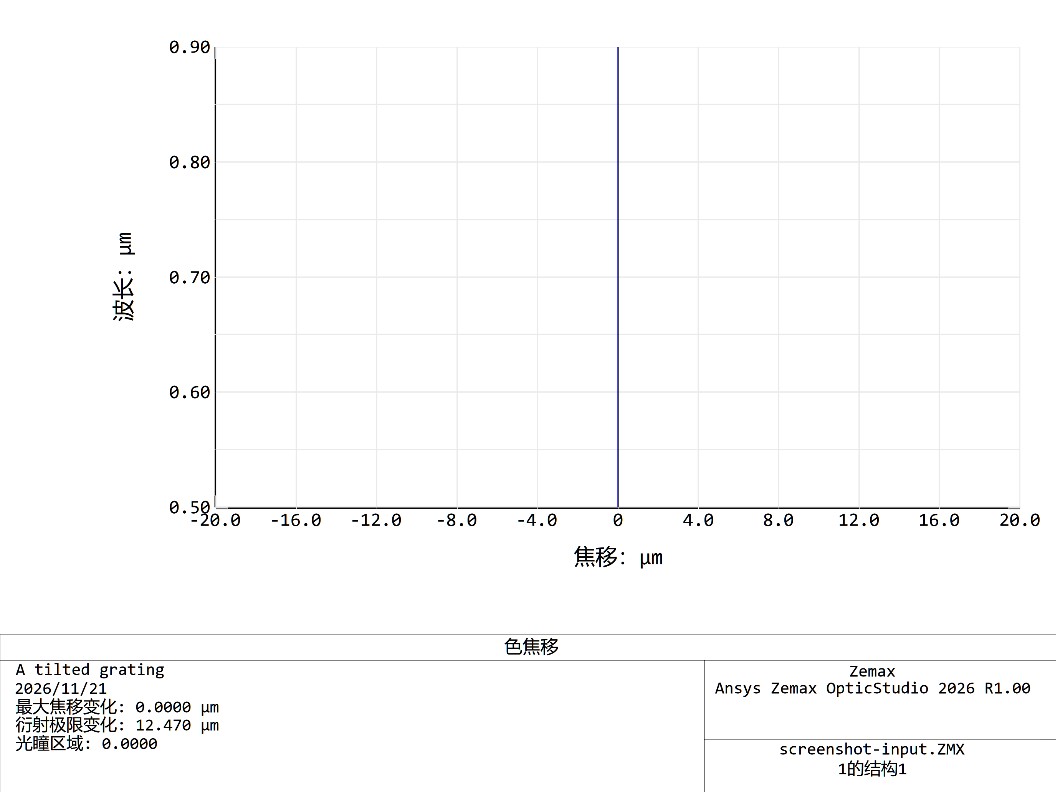 0.90
0.80
0.70
0.60
0.50
波长: μm
-20.0 -16.0 -12.0 -8.0 -4.0 0 4.0 8.0 12.0 16.0 20.0
焦移: μm
色焦移
A tilted grating
2026/11/21
最大焦移变化: 0.0000 μm
衍射极限变化: 12.470 μm
光瞳区域: 0.0000
Zemax
Ansys Zemax OpticStudio 2026 R1.00
screenshot-input.ZMX
1的结构1